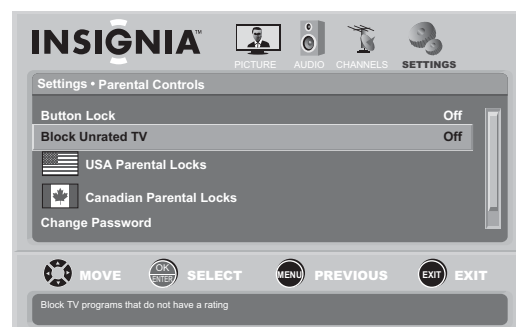 INSIGNIA™
PICTURE AUDIO CHANNELS SETTINGS
Settings • Parental Controls
Button Lock Off
Block Unrated TV Off
USA Parental Locks
Canadian Parental Locks
Change Password
MOVE OK ENTER SELECT MENU PREVIOUS EXIT EXIT
Block TV programs that do not have a rating